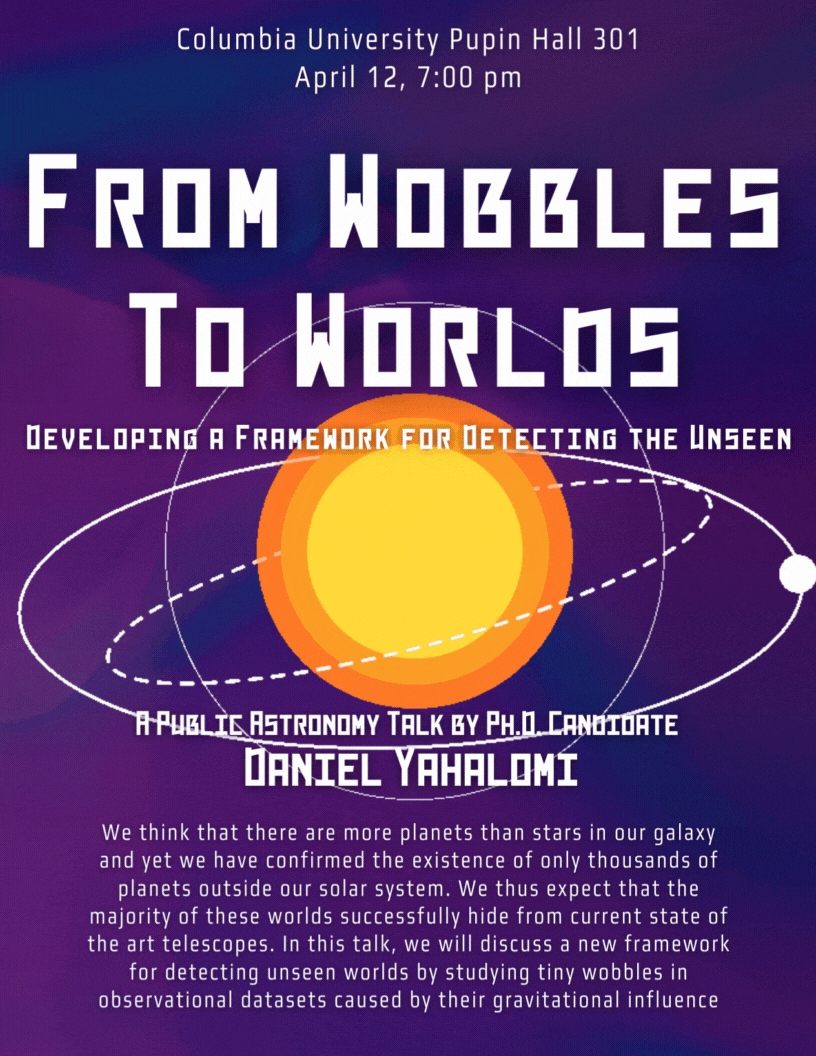 Columbia University Pupin Hall 301
April 12, 7:00 pm
From Wobbles
To Worlds
Developing a Framework for Detecting the Unseen
A Public Astronomy Talk by Ph.D. Candidate
Daniel Yahalomi
We think that there are more planets than stars in our galaxy
and yet we have confirmed the existence of only thousands of
planets outside our solar system. We thus expect that the
majority of these worlds successfully hide from current state of
the art telescopes. In this talk, we will discuss a new framework
for detecting unseen worlds by studying tiny wobbles in
observational datasets caused by their gravitational influence